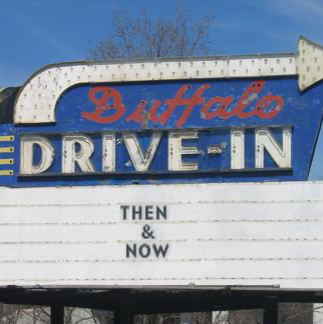 Buffalo
DRIVE-IN
THEN
&
NOW